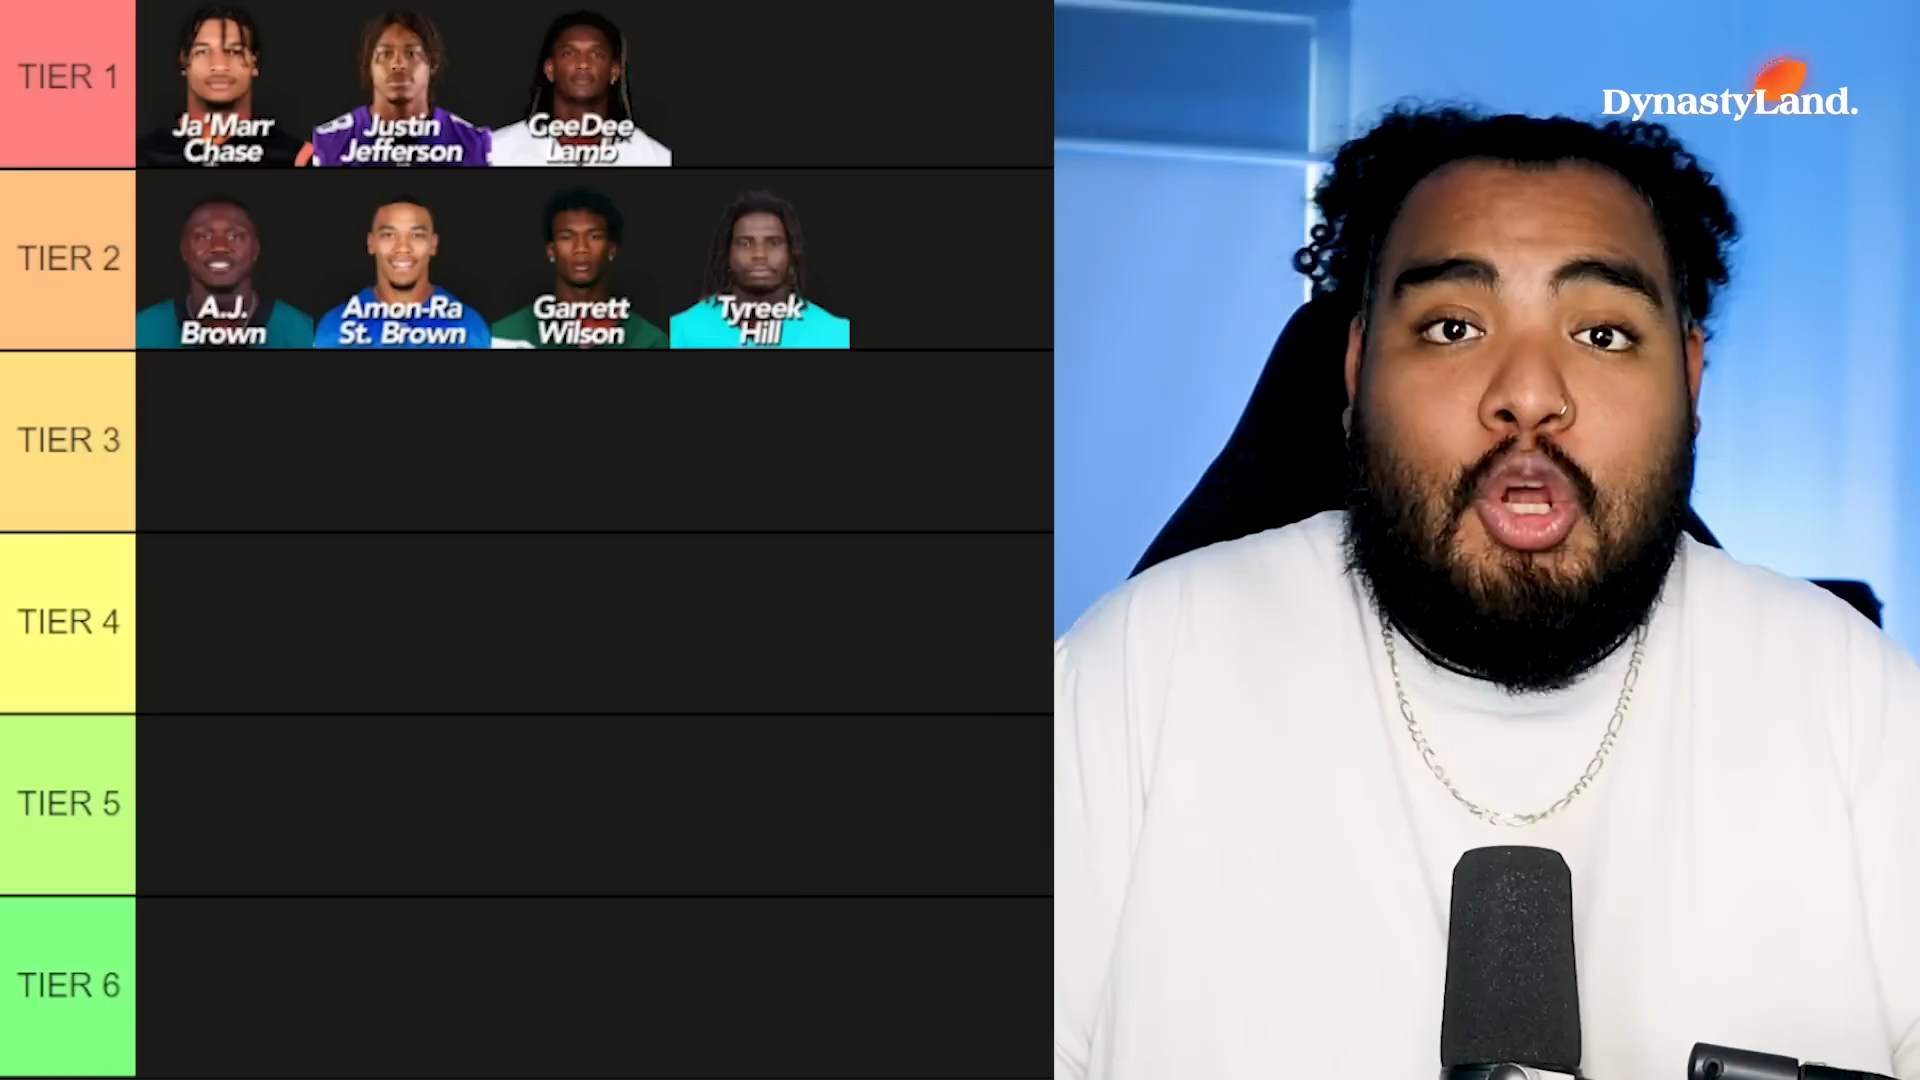 TIER 1
Ja'Marr
Chase
Justin
Jefferson
CeeDee
Lamb
TIER 2
A.J.
Brown
Amon-Ra
St. Brown
Garrett
Wilson
Tyreek
Hill
TIER 3
TIER 4
TIER 5
TIER 6
DynastyLand.